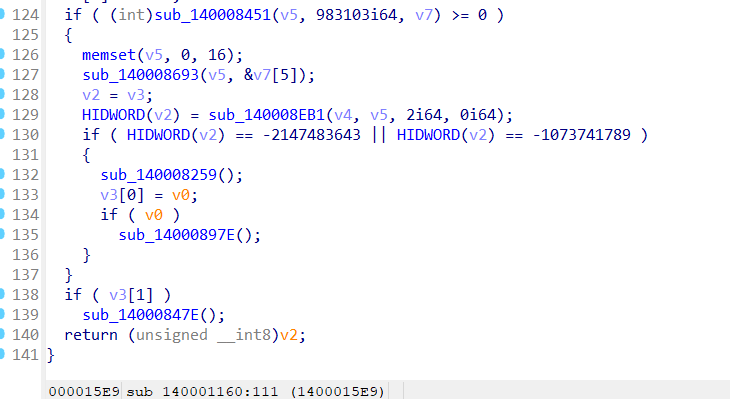 124 if ( (int)sub_140008451(v5, 983103i64, v7) >= 0 )
125 {
126 memset(v5, 0, 16);
127 sub_140008693(v5, &v7[5]);
128 v2 = v3;
129 HIDWORD(v2) = sub_140008EB1(v4, v5, 2i64, 0i64);
130 if ( HIDWORD(v2) == -2147483643 || HIDWORD(v2) == -1073741789 )
131 {
132 sub_140008259();
133 v3[0] = v0;
134 if ( v0 )
135 sub_14000897E();
136 }
137 }
138 if ( v3[1] )
139 sub_14000847E();
140 return (unsigned __int8)v2;
141 }
000015E9 sub_140001160:111 (1400015E9)